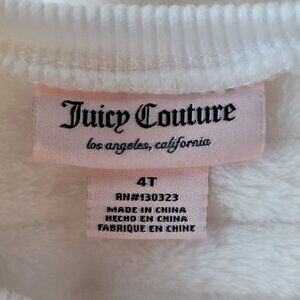 Juicy Couture
los angeles, california
4T
RN#130323
MADE IN CHINA
HECHO EN CHINA
FABRIQUE EN CHINE